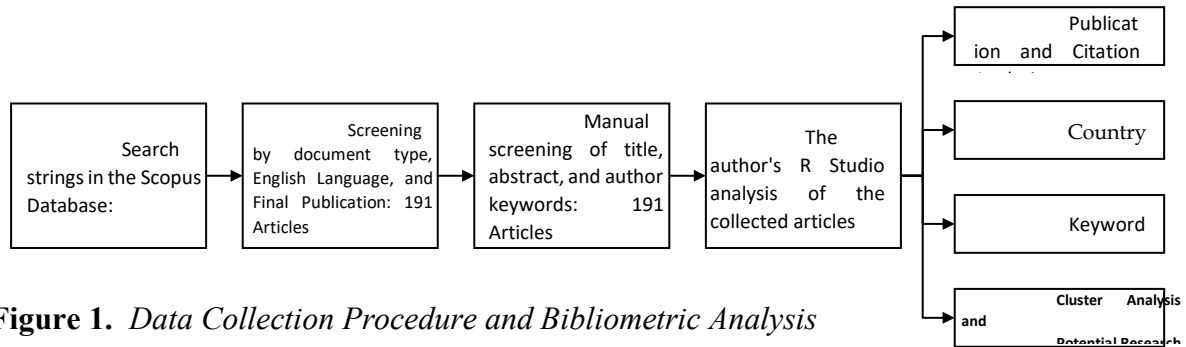 Search
strings in the Scopus
Database:
Screening
by document type,
English Language, and
Final Publication: 191
Articles
Manual
screening of title,
abstract, and author
keywords: 191
Articles
The
author's R Studio
analysis of the
collected articles
Publicat
ion and Citation
Country
Keyword
Cluster Analysis
and
Potential Research
Figure 1. Data Collection Procedure and Bibliometric Analysis